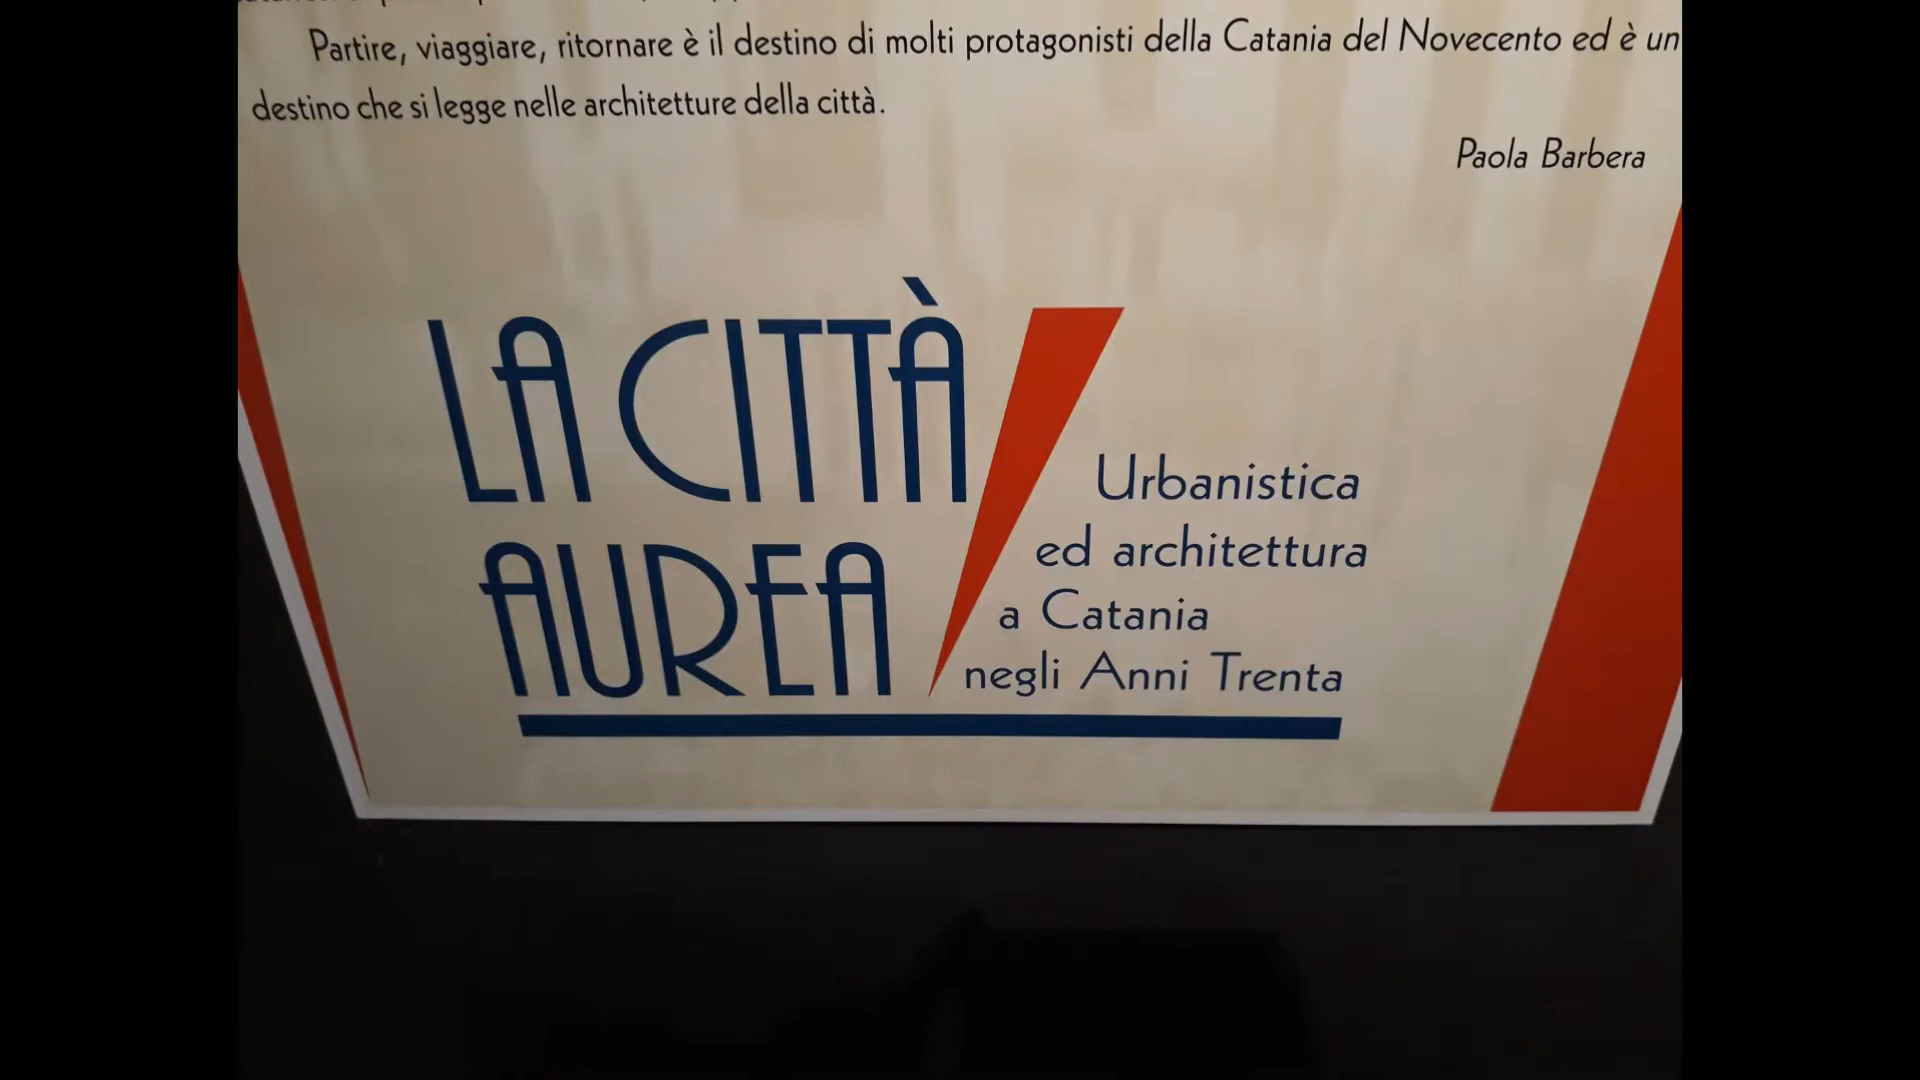 Partire, viaggiare, ritornare è il destino di molti protagonisti della Catania del Novecento ed è un
destino che si legge nelle architetture della città.
Paola Barbera
LA CITTÀ
AUREA
Urbanistica
ed architettura
a Catania
negli Anni Trenta